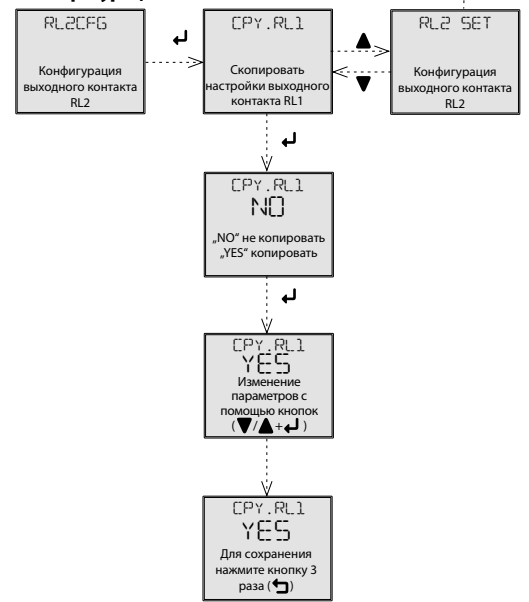 RL2CFG
Конфигурация
выходного контакта
RL2
CPY.RL1
Скопировать
настройки выходного
контакта RL1
RL2 SET
Конфигурация
выходного контакта
RL2
CPY.RL1
NO
„NO“ не копировать
„YES“ копировать
CPY.RL1
YES
Изменение
параметров с
помощью кнопок
(▼/▲+↵)
CPY.RL1
YES
Для сохранения
нажмите кнопку 3
раза (⮌)